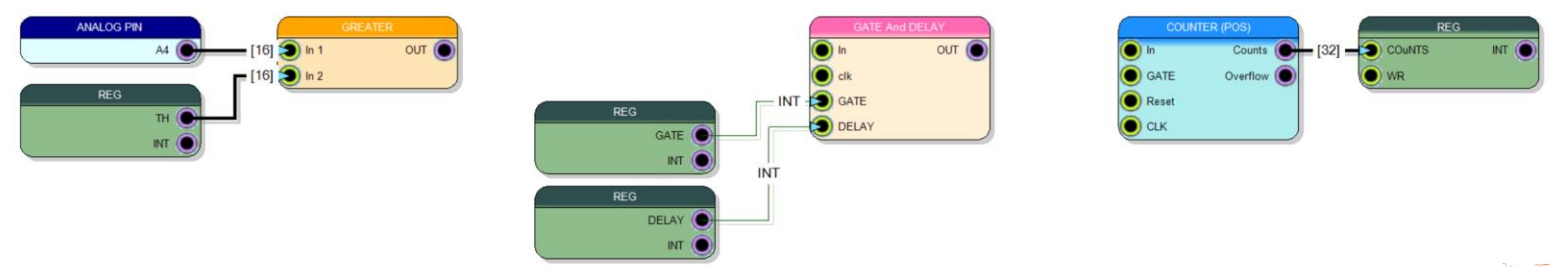 ANALOG PIN
A4
REG
TH
INT
[16]
[16]
GREATER
In 1
OUT
In 2
REG
GATE
INT
REG
DELAY
INT
INT
INT
GATE And DELAY
In
OUT
clk
GATE
DELAY
COUNTER (POS)
In
Counts
GATE
Overflow
Reset
CLK
[32]
REG
COuNTS
INT
WR